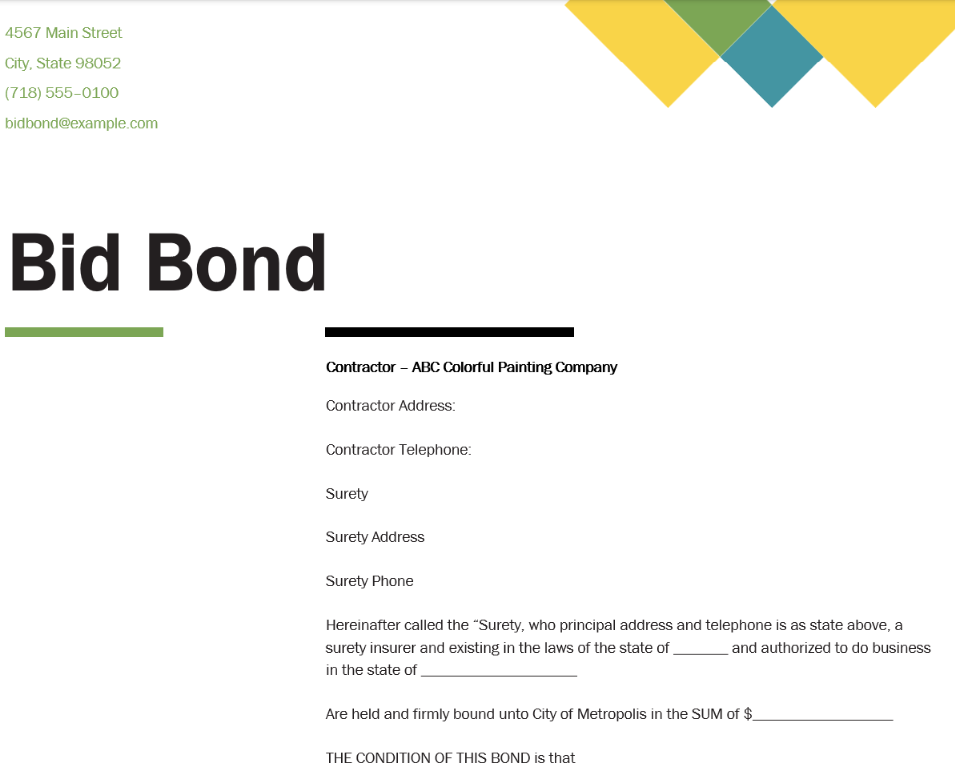 4567 Main Street
City, State 98052
(718) 555–0100
bidbond@example.com
Bid Bond
Contractor – ABC Colorful Painting Company
Contractor Address:
Contractor Telephone:
Surety
Surety Address
Surety Phone
Hereinafter called the “Surety, who principal address and telephone is as state above, a
surety insurer and existing in the laws of the state of _______ and authorized to do business
in the state of ____________________
Are held and firmly bound unto City of Metropolis in the SUM of $__________________
THE CONDITION OF THIS BOND is that